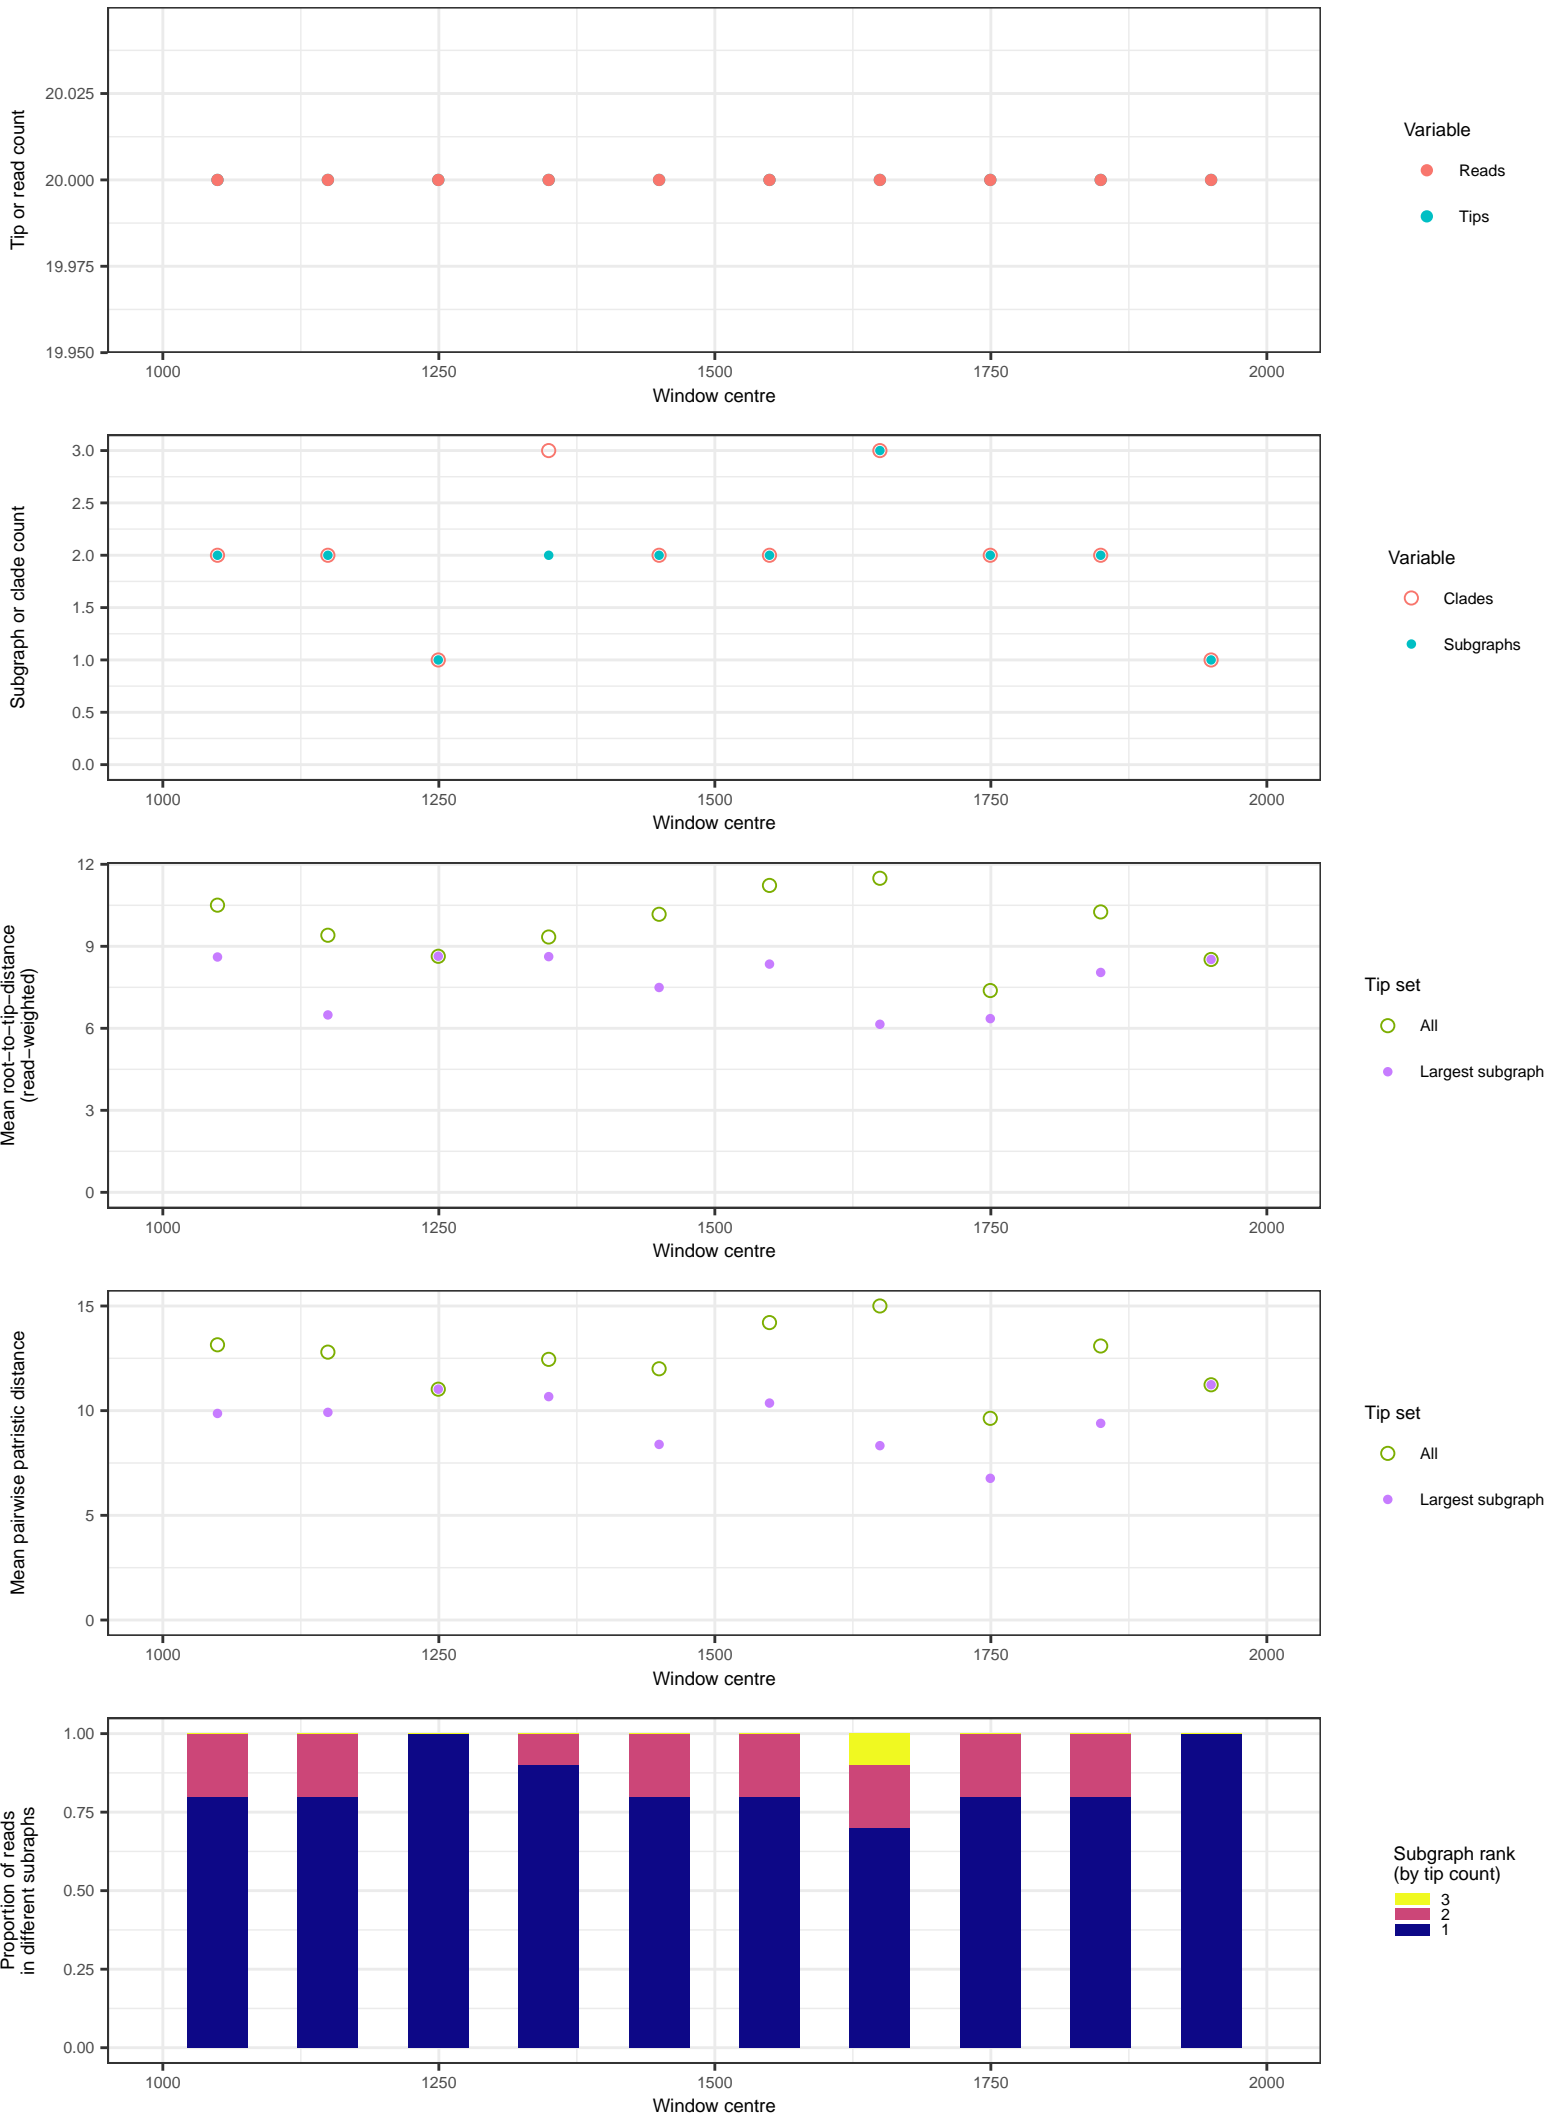 Tip or read count
20.025
20.000
19.975
19.950
1000 1250 1500 1750 2000
Window centre
Variable
Reads
Tips
Subgraph or clade count
3.0
2.5
2.0
1.5
1.0
0.5
0.0
1000 1250 1500 1750 2000
Window centre
Variable
Clades
Subgraphs
Mean root−to−tip−distance
(read−weighted)
12
9
6
3
0
1000 1250 1500 1750 2000
Window centre
Tip set
All
Largest subgraph
Mean pairwise patristic distance
15
10
5
0
1000 1250 1500 1750 2000
Window centre
Tip set
All
Largest subgraph
Proportion of reads
in different subraphs
1.00
0.75
0.50
0.25
0.00
1000 1250 1500 1750 2000
Window centre
Subgraph rank
(by tip count)
3
2
1